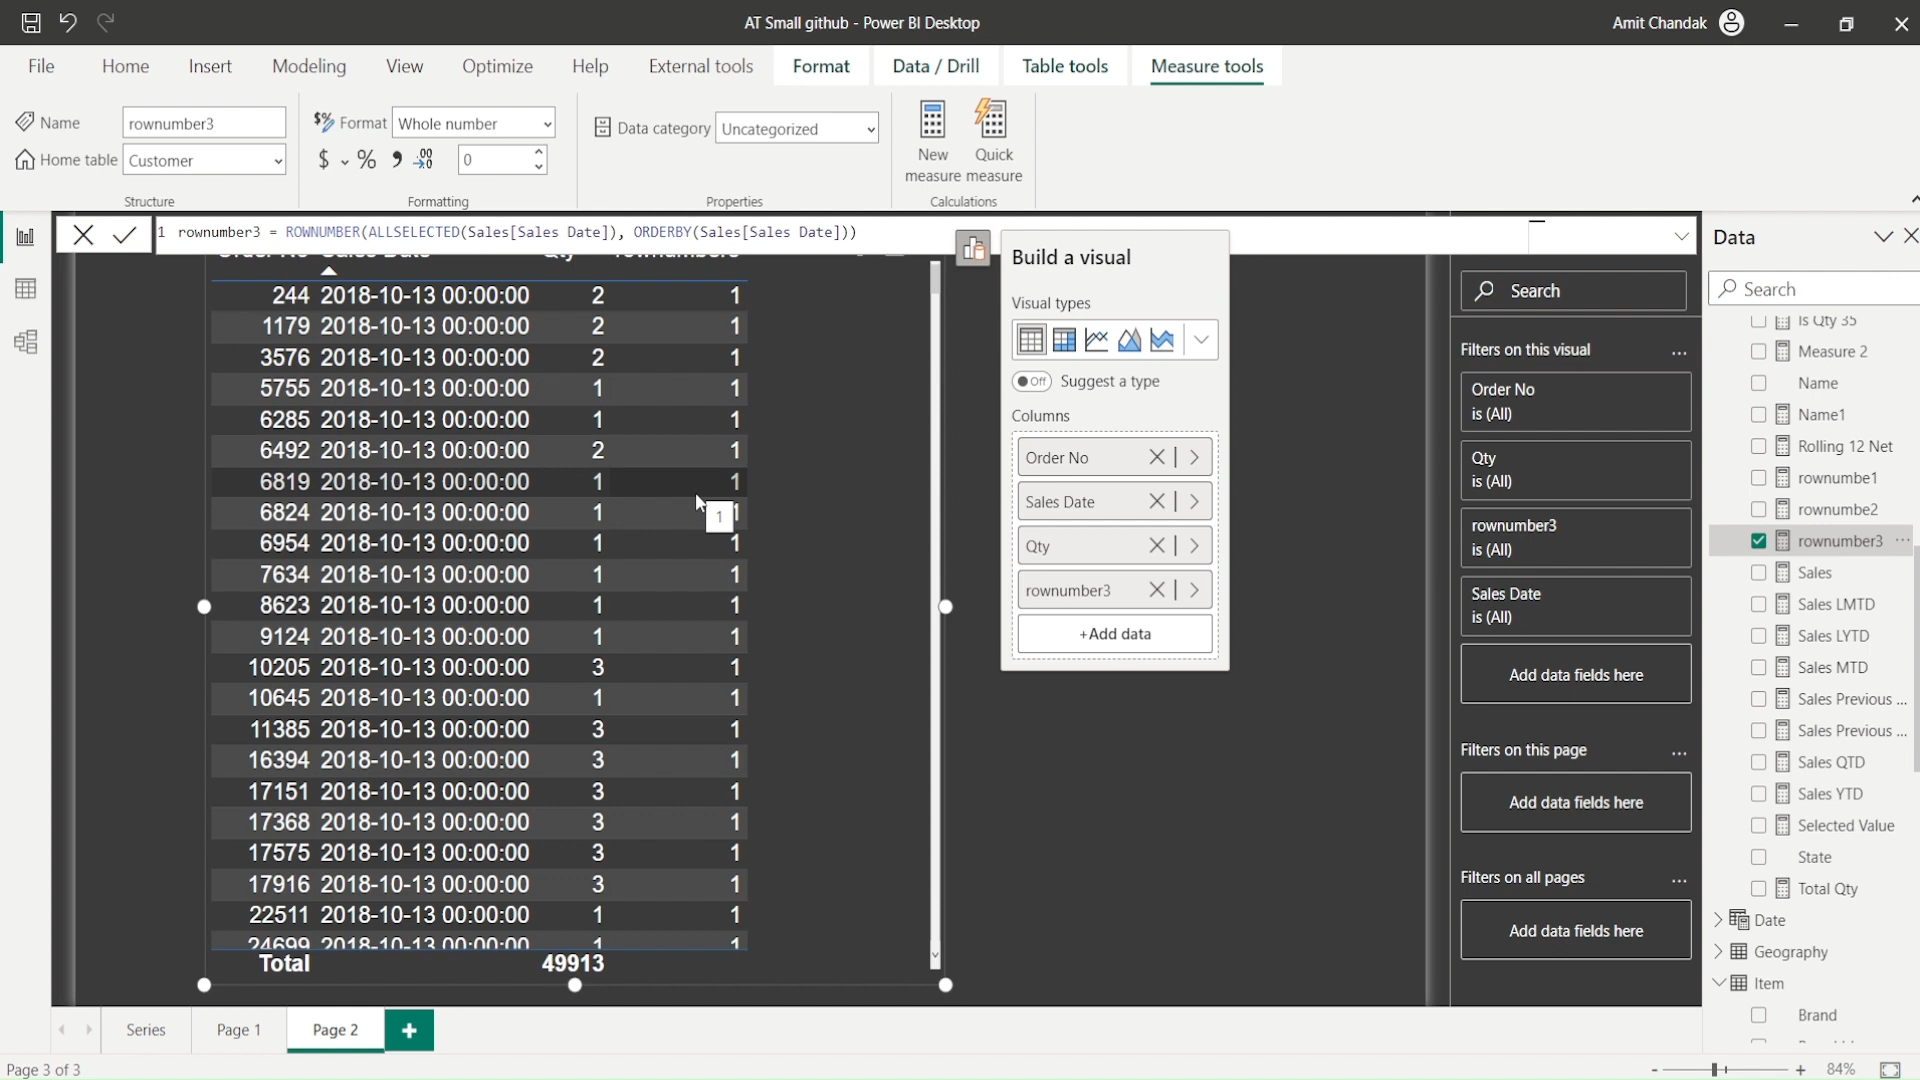 AT Small github - Power BI Desktop
Amit Chandak
File Home Insert Modeling View Optimize Help External tools Format Data / Drill Table tools Measure tools
Name rownumber3
Home table Customer
Structure
$% Format Whole number
$ % 9 .00 0
Formatting
Data category Uncategorized
Properties
New measure
Quick measure
Calculations
1 rownumber3 = ROWNUMBER(ALLSELECTED(Sales[Sales Date]), ORDERBY(Sales[Sales Date]))
244 2018-10-13 00:00:00 2 1
1179 2018-10-13 00:00:00 2 1
3576 2018-10-13 00:00:00 2 1
5755 2018-10-13 00:00:00 1 1
6285 2018-10-13 00:00:00 1 1
6492 2018-10-13 00:00:00 2 1
6819 2018-10-13 00:00:00 1 1
6824 2018-10-13 00:00:00 1 1
1
6954 2018-10-13 00:00:00 1 1
7634 2018-10-13 00:00:00 1 1
8623 2018-10-13 00:00:00 1 1
9124 2018-10-13 00:00:00 1 1
10205 2018-10-13 00:00:00 3 1
10645 2018-10-13 00:00:00 1 1
11385 2018-10-13 00:00:00 3 1
16394 2018-10-13 00:00:00 3 1
17151 2018-10-13 00:00:00 3 1
17368 2018-10-13 00:00:00 3 1
17575 2018-10-13 00:00:00 3 1
17916 2018-10-13 00:00:00 3 1
22511 2018-10-13 00:00:00 1 1
24699 2018-10-13 00:00:00 1 1
Total 49913
Build a visual
Visual types
Off Suggest a type
Columns
Order No
Sales Date
Qty
rownumber3
+Add data
Search
Filters on this visual ...
Order No
is (All)
Qty
is (All)
rownumber3
is (All)
Sales Date
is (All)
Add data fields here
Filters on this page ...
Add data fields here
Filters on all pages ...
Add data fields here
Data
Search
Is Qty 35
Measure 2
Name
Name1
Rolling 12 Net
rownumbe1
rownumbe2
rownumber3 ...
Sales
Sales LMTD
Sales LYTD
Sales MTD
Sales Previous ...
Sales Previous ...
Sales QTD
Sales YTD
Selected Value
State
Total Qty
Date
Geography
Item
Brand
Series Page 1 Page 2 +
Page 3 of 3
- + 84%